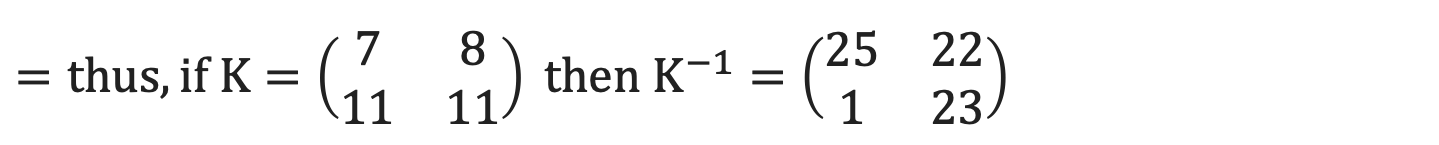 = thus, if K = (7 8 11 11) then K⁻¹ = (25 22 1 23)